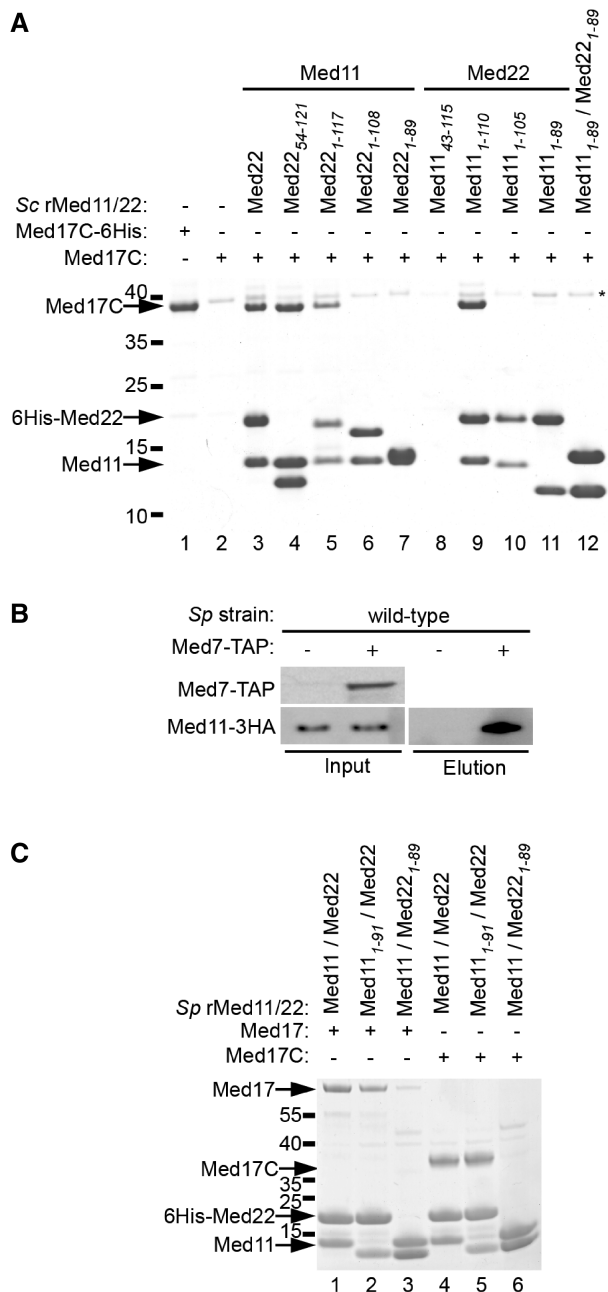 A
Med11
Med22
Med22
Med22 54-121
Med22 1-117
Med22 1-108
Med22 1-89
Med11 43-115
Med11 1-110
Med11 1-105
Med11 1-89
Med11 1-89 / Med22 1-89
Sc rMed11/22: - -
Med17C-6His: + - - - - - - - - - - -
Med17C: - + + + + + + + + + + +
40
Med17C
*
35
25
6His-Med22
15
Med11
10
1 2 3 4 5 6 7 8 9 10 11 12
B
Sp strain: wild-type
Med7-TAP: - + - +
Med7-TAP
Med11-3HA
Input Elution
C
Med11 / Med22
Med11 1-91 / Med22
Med11 / Med22 1-89
Med11 / Med22
Med11 1-91 / Med22
Med11 / Med22 1-89
Sp rMed11/22:
Med17: + + + - - -
Med17C: - - - + + +
Med17
55
40
Med17C
35
25
6His-Med22
15
Med11
1 2 3 4 5 6